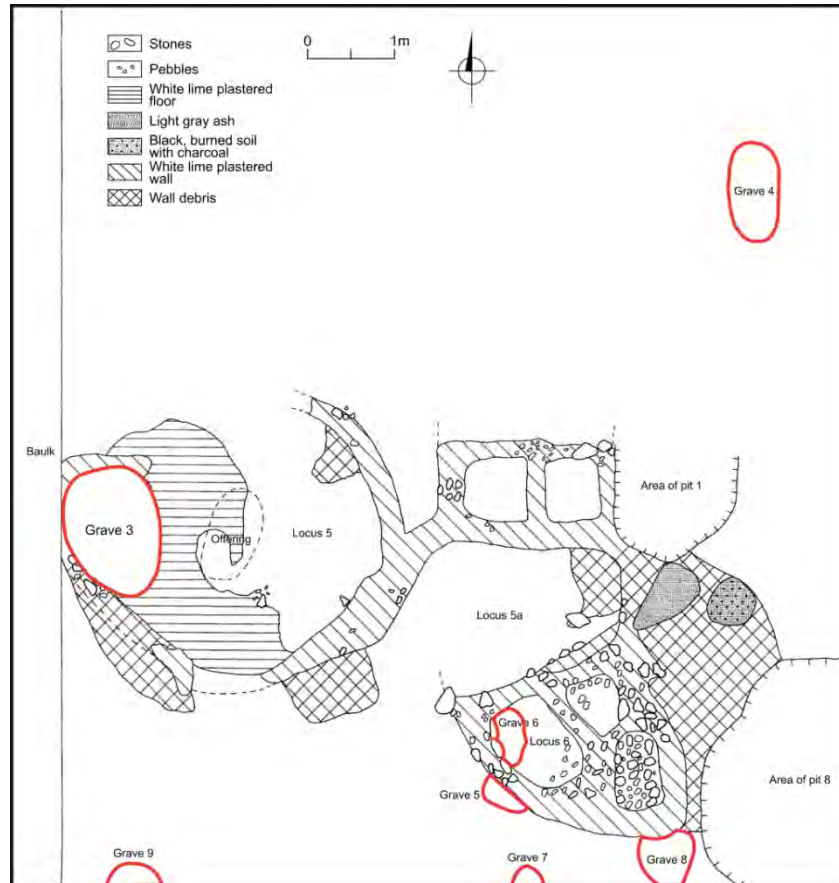 0 1m
Stones
Pebbles
White lime plastered
floor
Light gray ash
Black, burned soil
with charcoal
White lime plastered
wall
Wall debris
Grave 4
Baulk
Area of pit 1
Grave 3
Offering
Locus 5
Locus 5a
Grave 6
Locus 6
Area of pit 8
Grave 5
Grave 9
Grave 7
Grave 8